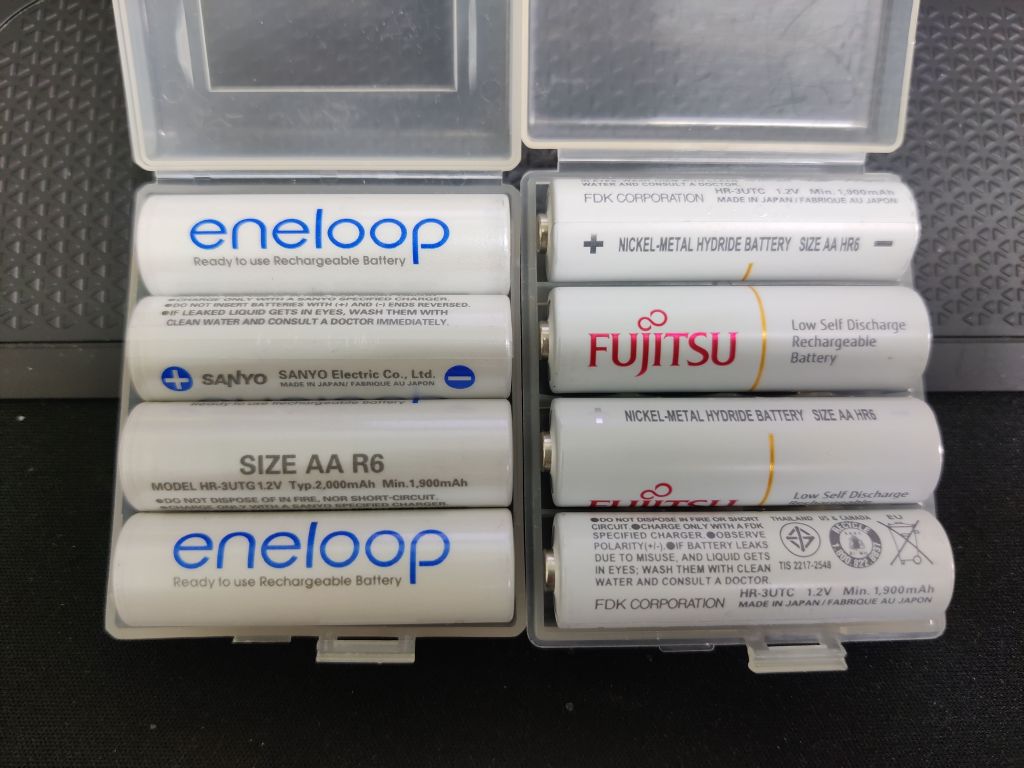 eneloop
Ready to use Rechargeable Battery
●CHARGE ONLY WITH A SANYO SPECIFIED CHARGER.
●DO NOT INSERT BATTERIES WITH (+) AND (-) ENDS REVERSED.
●IF LEAKED LIQUID GETS IN EYES, WASH THEM WITH
CLEAN WATER AND CONSULT A DOCTOR IMMEDIATELY.
+ SANYO SANYO Electric Co., Ltd. −
MADE IN JAPAN/FABRIQUE AU JAPON
SIZE AA R6
MODEL HR-3UTG 1.2V Typ.2,000mAh Min.1,900mAh
●DO NOT DISPOSE OF IN FIRE, NOR SHORT-CIRCUIT.
●CHARGE ONLY WITH A SANYO SPECIFIED CHARGER.
eneloop
Ready to use Rechargeable Battery
WATER AND CONSULT A DOCTOR.
FDK CORPORATION HR-3UTC 1.2V Min. 1,900mAh
MADE IN JAPAN / FABRIQUE AU JAPON
+ NICKEL-METAL HYDRIDE BATTERY SIZE AA HR6 −
FUJITSU
Low Self Discharge
Rechargeable
Battery
NICKEL-METAL HYDRIDE BATTERY SIZE AA HR6
FUJITSU
Low Self Discharge
●DO NOT DISPOSE IN FIRE OR SHORT
CIRCUIT ●CHARGE ONLY WITH A FDK
SPECIFIED CHARGER. ●OBSERVE
POLARITY(+/-). ●IF BATTERY LEAKS
DUE TO MISUSE, AND LIQUID GETS
IN EYES; WASH THEM WITH CLEAN
WATER AND CONSULT A DOCTOR.
THAILAND US & CANADA EU
TIS 2217-2548
FDK CORPORATION HR-3UTC 1.2V Min. 1,900mAh
MADE IN JAPAN / FABRIQUE AU JAPON